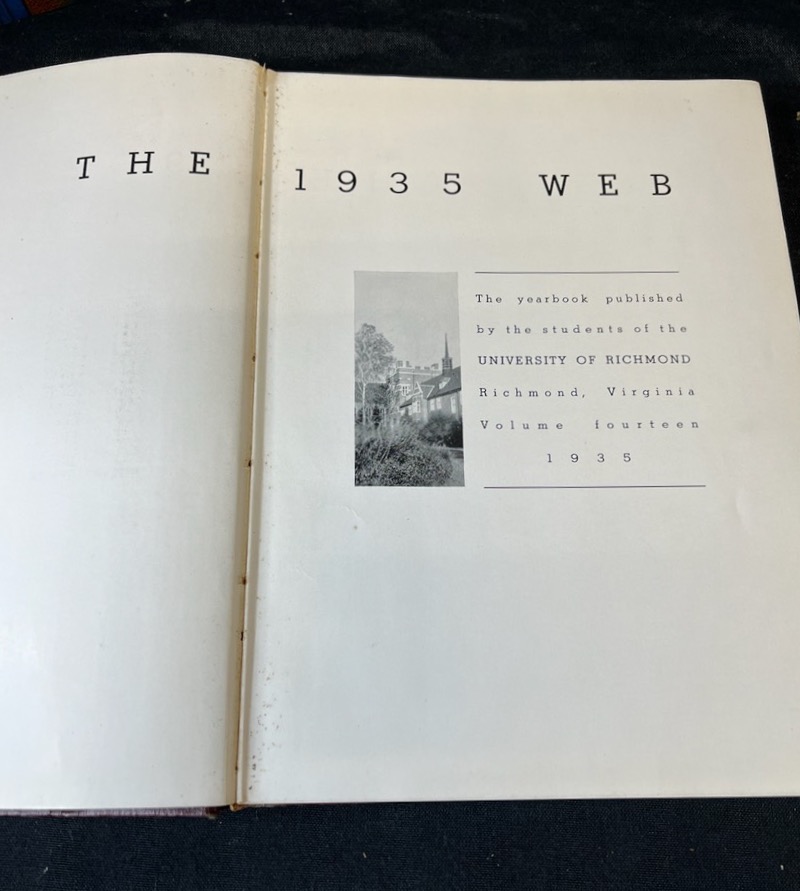 THE 1935 WEB
The yearbook published
by the students of the
UNIVERSITY OF RICHMOND
Richmond, Virginia
Volume fourteen
1935